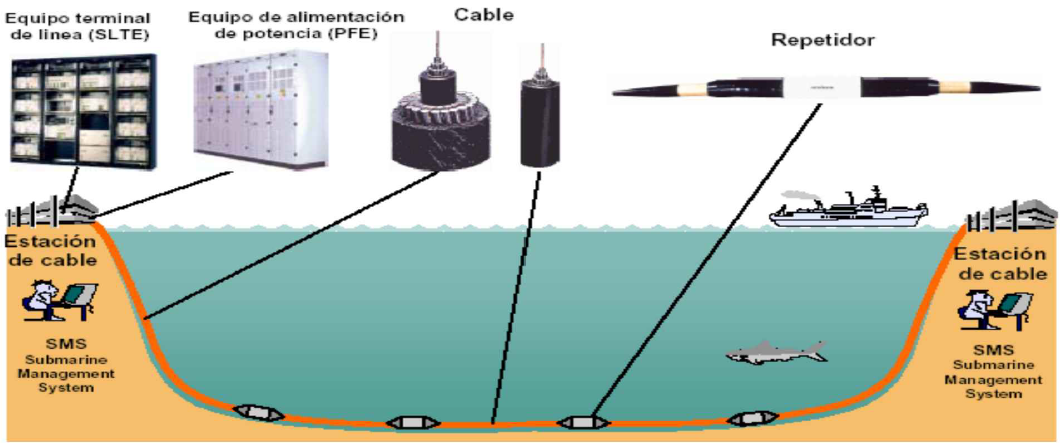 Equipo terminal
de linea (SLTE)
Equipo de alimentación
de potencia (PFE)
Cable
Repetidor
Estación
de cable
SMS
Submarine
Management
System
Estación
de cable
SMS
Submarine
Management
System